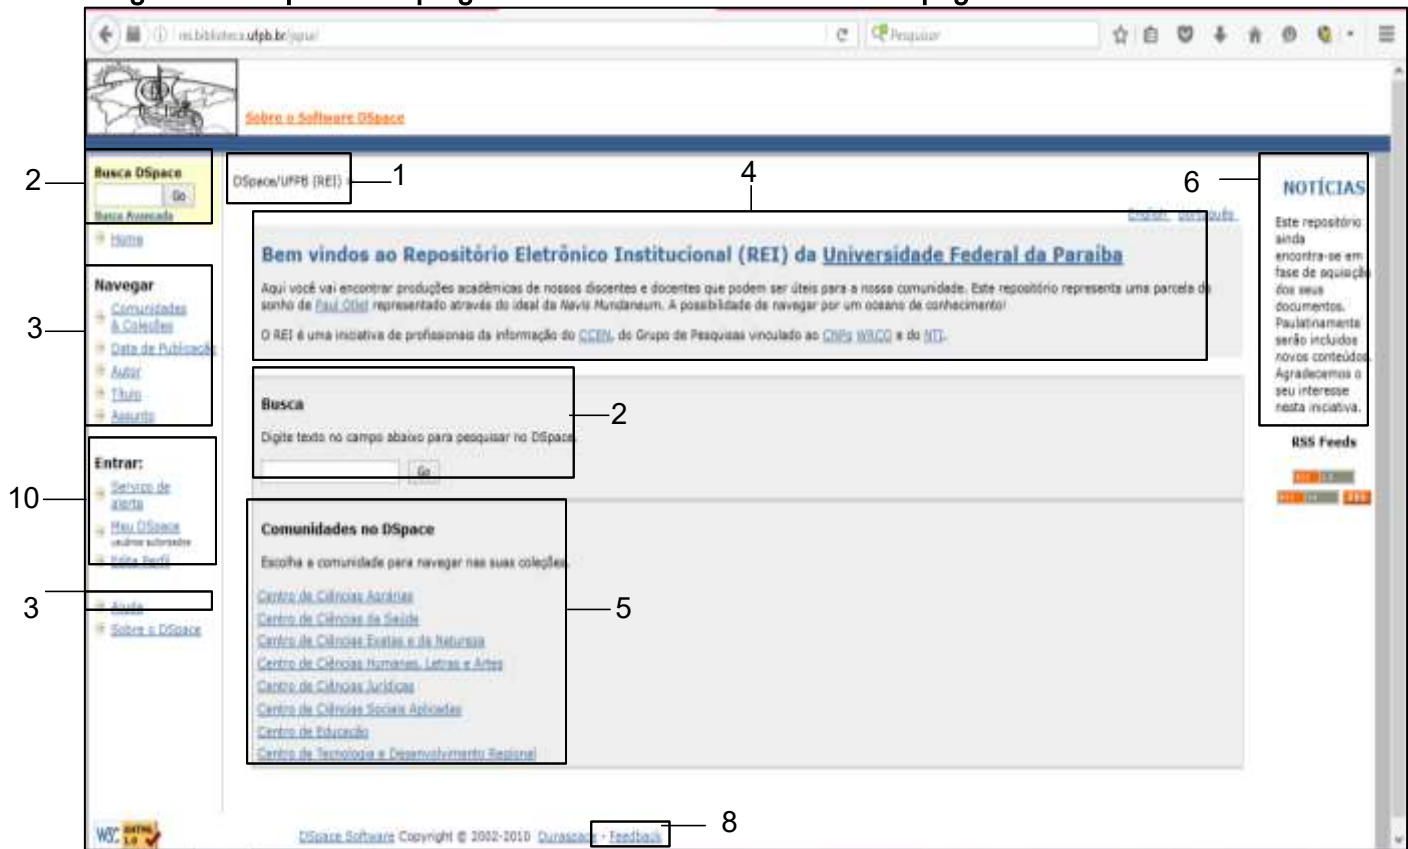 rei.biblioteca.ufpb.br/jspui/
Pesquisar
Sobre o Software DSpace
2
Busca DSpace
Go
Busca Avançada
Home
3
Navegar
Comunidades
& Coleções
Data de Publicação
Autor
Título
Assunto
10
Entrar:
Serviço de
alerta
Meu DSpace
usuários autorizados
Edita Perfil
3
Ajuda
Sobre o DSpace
DSpace/UFPB (REI)
1
4
English Português
Bem vindos ao Repositório Eletrônico Institucional (REI) da Universidade Federal da Paraíba
Aqui você vai encontrar produções acadêmicas de nossos discentes e docentes que podem ser úteis para a nossa comunidade. Este repositório representa uma parcela do
sonho de Paul Otlet representado através do ideal da Navis Mundaneum. A possibilidade de navegar por um oceano de conhecimento!
O REI é uma iniciativa de profissionais da informação do CCEN, do Grupo de Pesquisas vinculado ao CNPq WRCO e do NTI.
Busca
2
Digite texto no campo abaixo para pesquisar no DSpace.
Go
Comunidades no DSpace
Escolha a comunidade para navegar nas suas coleções.
5
Centro de Ciências Agrárias
Centro de Ciências da Saúde
Centro de Ciências Exatas e da Natureza
Centro de Ciências Humanas, Letras e Artes
Centro de Ciências Jurídicas
Centro de Ciências Sociais Aplicadas
Centro de Educação
Centro de Tecnologia e Desenvolvimento Regional
6
NOTÍCIAS
Este repositório
ainda
encontra-se em
fase de aquisição
dos seus
documentos.
Paulatinamente
serão incluidos
novos conteúdos.
Agradecemos o
seu interesse
nesta iniciativa.
RSS Feeds
W3C XHTML 1.0
DSpace Software Copyright © 2002-2010 Duraspace - Feedback
8